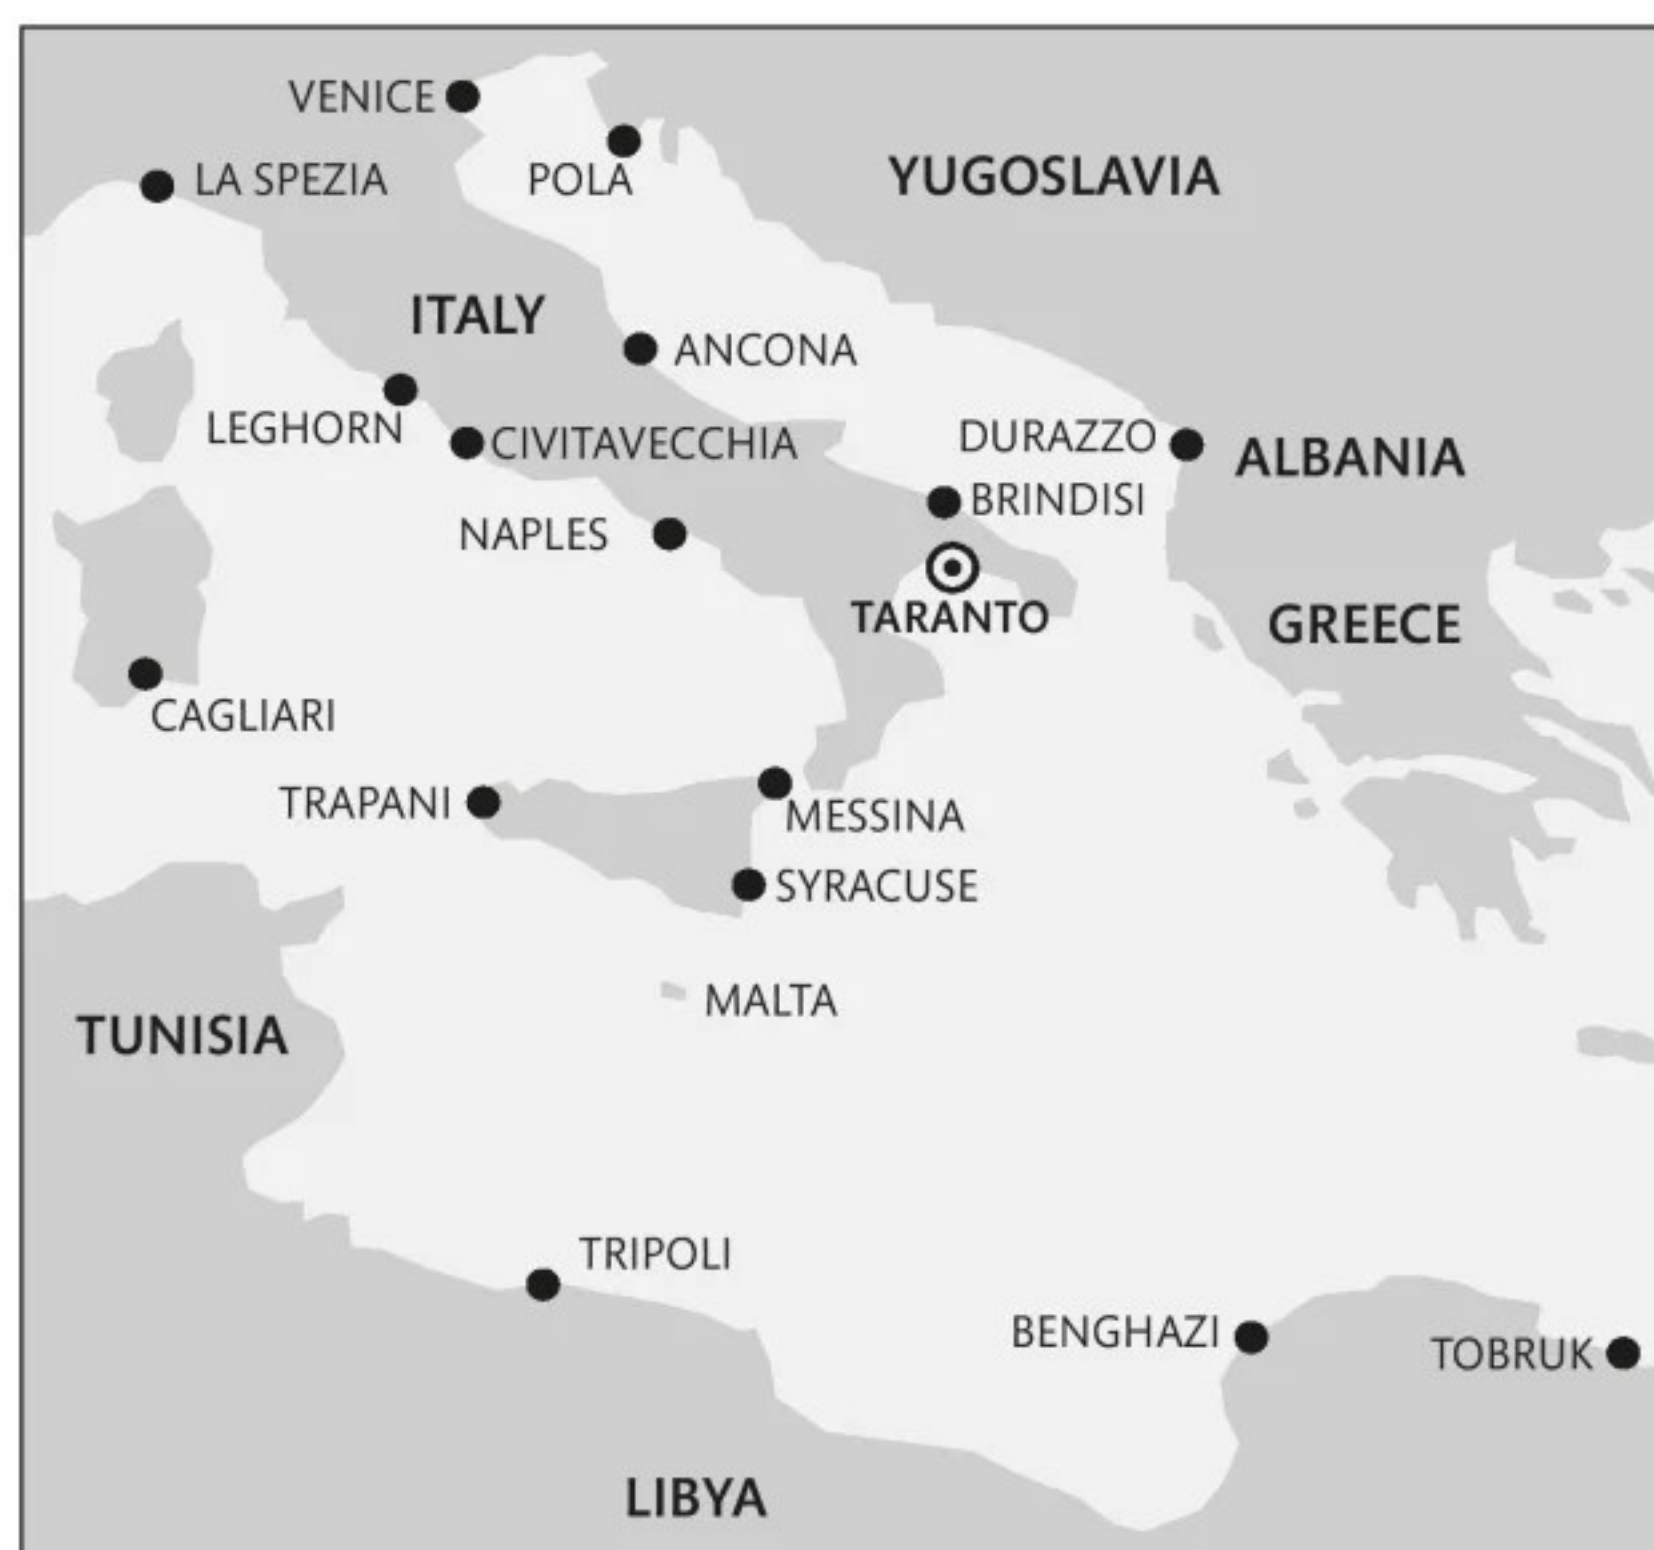 VENICE
LA SPEZIA
POLA
YUGOSLAVIA
ITALY
ANCONA
LEGHORN
CIVITAVECCHIA
DURAZZO
ALBANIA
BRINDISI
NAPLES
TARANTO
GREECE
CAGLIARI
TRAPANI
MESSINA
SYRACUSE
MALTA
TUNISIA
TRIPOLI
BENGHAZI
TOBRUK
LIBYA